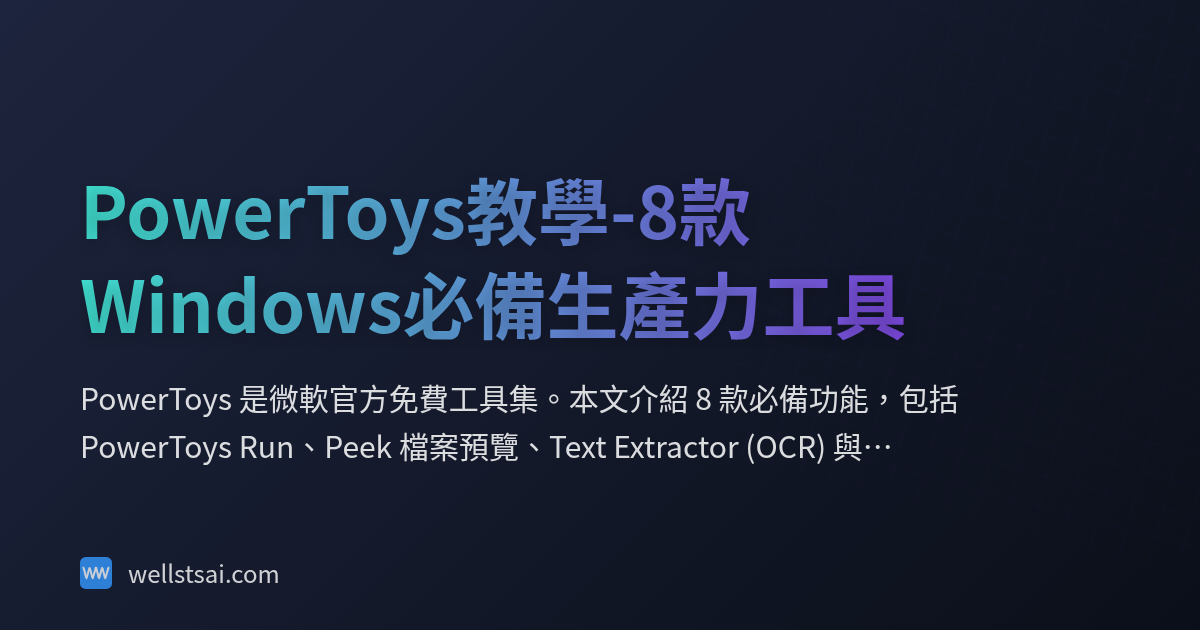 PowerToys教學-8款
Windows必備生產力工具
PowerToys 是微軟官方免費工具集。本文介紹 8 款必備功能，包括
PowerToys Run、Peek 檔案預覽、Text Extractor (OCR) 與⋯
W wellstsai.com